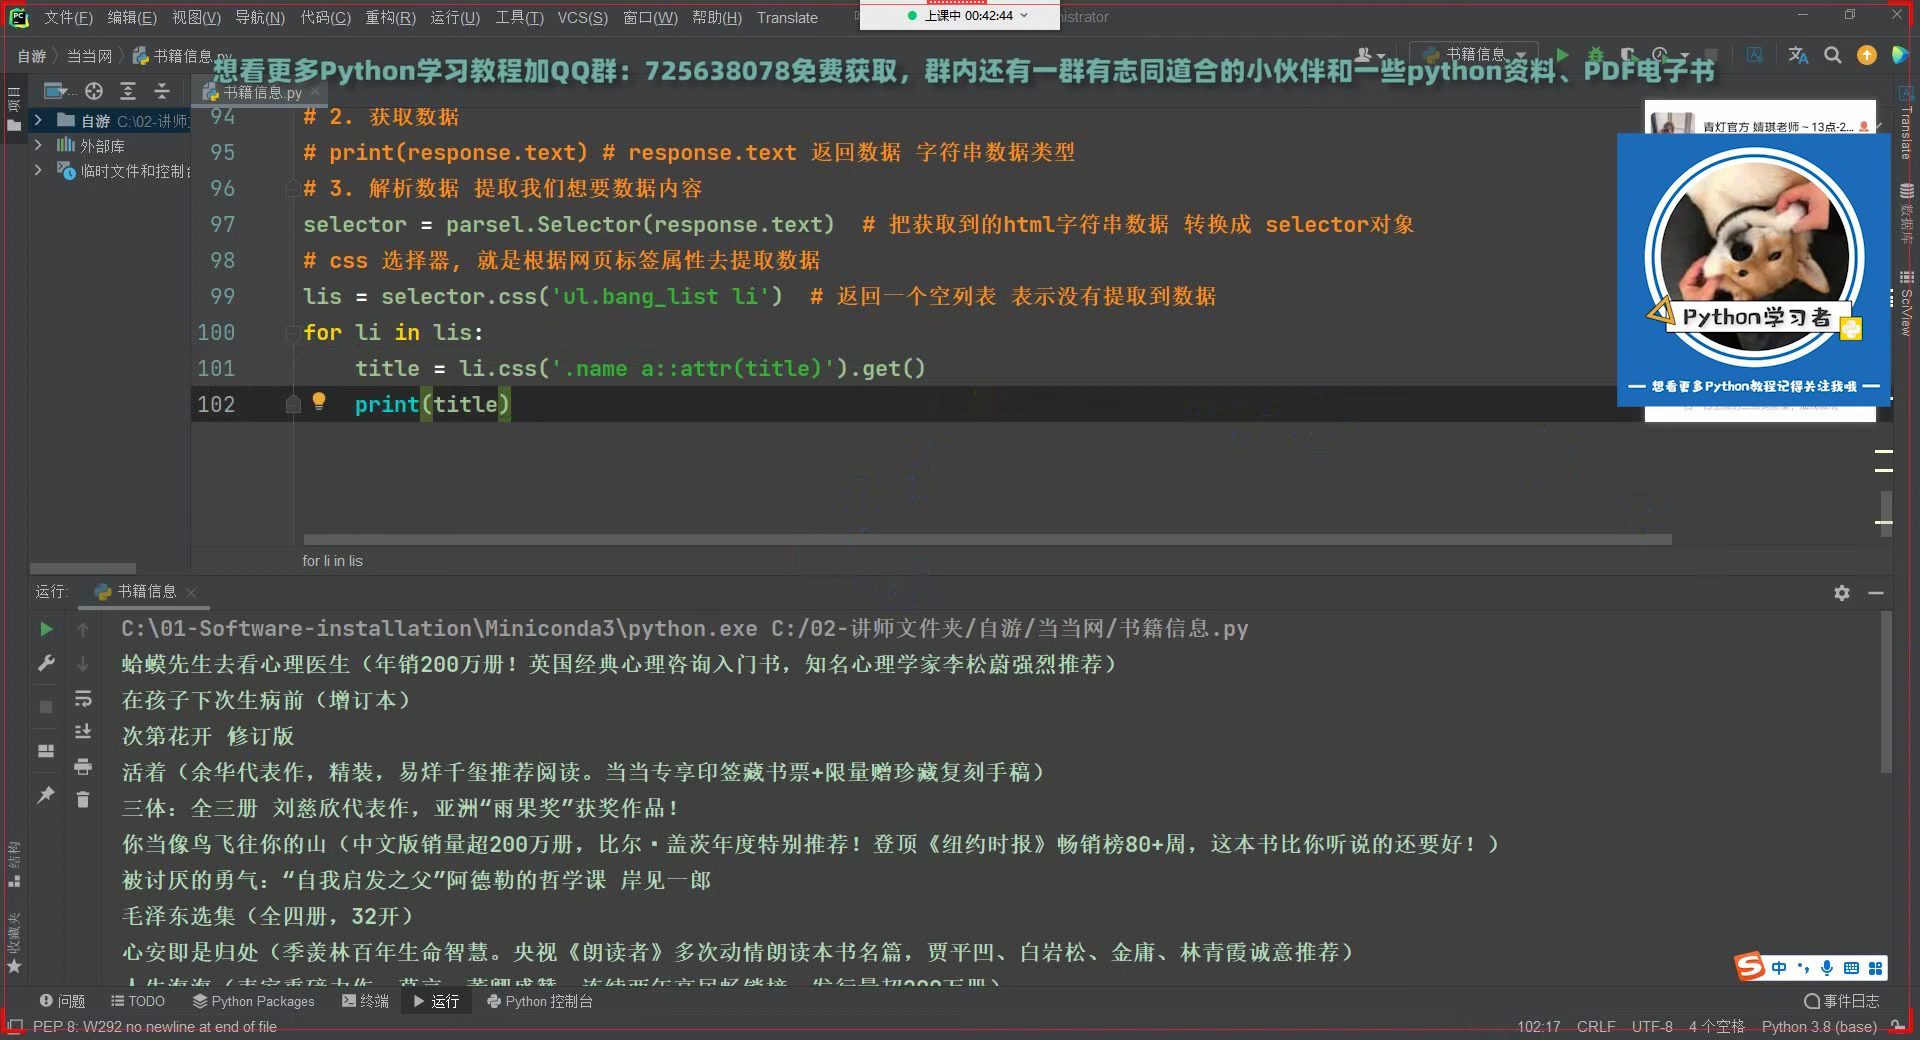 文件(F) 编辑(E) 视图(V) 导航(N) 代码(C) 重构(R) 运行(U) 工具(T) VCS(S) 窗口(W) 帮助(H) Translate
上课中 00:42:44
istrator
自游 当当网 书籍信息.py
书籍信息
想看更多Python学习教程加QQ群：725638078免费获取，群内还有一群有志同道合的小伙伴和一些python资料、PDF电子书
书籍信息.py
项目
自游 C:\02-讲师
外部库
临时文件和控制台
94 # 2. 获取数据
95 # print(response.text) # response.text 返回数据 字符串数据类型
96 # 3. 解析数据 提取我们想要数据内容
97 selector = parsel.Selector(response.text) # 把获取到的html字符串数据 转换成 selector对象
98 # css 选择器, 就是根据网页标签属性去提取数据
99 lis = selector.css('ul.bang_list li') # 返回一个空列表 表示没有提取到数据
100 for li in lis:
101 title = li.css('.name a::attr(title)').get()
102 print(title)
青灯官方 婧琪老师~13点-2...
Python学习者
想看更多Python教程记得关注我哦
Translate
数据库
SciView
for li in lis
运行: 书籍信息
C:\01-Software-installation\Miniconda3\python.exe C:/02-讲师文件夹/自游/当当网/书籍信息.py
蛤蟆先生去看心理医生（年销200万册！英国经典心理咨询入门书，知名心理学家李松蔚强烈推荐）
在孩子下次生病前（增订本）
次第花开 修订版
活着（余华代表作，精装，易烊千玺推荐阅读。当当专享印签藏书票+限量赠珍藏复刻手稿）
三体：全三册 刘慈欣代表作，亚洲“雨果奖”获奖作品！
你当像鸟飞往你的山（中文版销量超200万册，比尔·盖茨年度特别推荐！登顶《纽约时报》畅销榜80+周，这本书比你听说的还要好！）
被讨厌的勇气：“自我启发之父”阿德勒的哲学课 岸见一郎
毛泽东选集（全四册，32开）
心安即是归处（季羡林百年生命智慧。央视《朗读者》多次动情朗读本书名篇，贾平凹、白岩松、金庸、林青霞诚意推荐）
结构
收藏夹
中
问题 TODO Python Packages 终端 运行 Python 控制台
事件日志
PEP 8: W292 no newline at end of file
102:17 CRLF UTF-8 4 个空格 Python 3.8 (base)